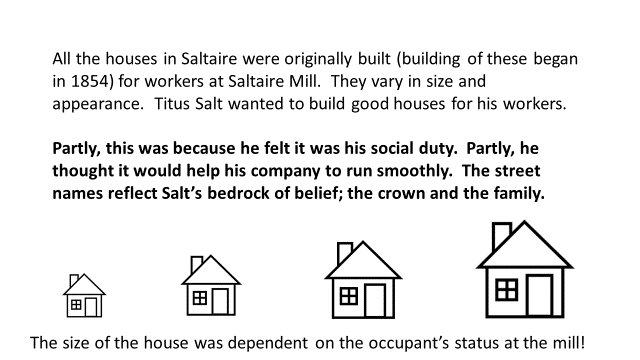 All the houses in Saltaire were originally built (building of these began
in 1854) for workers at Saltaire Mill. They vary in size and
appearance. Titus Salt wanted to build good houses for his workers.
Partly, this was because he felt it was his social duty. Partly, he
thought it would help his company to run smoothly. The street
names reflect Salt's bedrock of belief; the crown and the family.
The size of the house was dependent on the occupant's status at the mill!